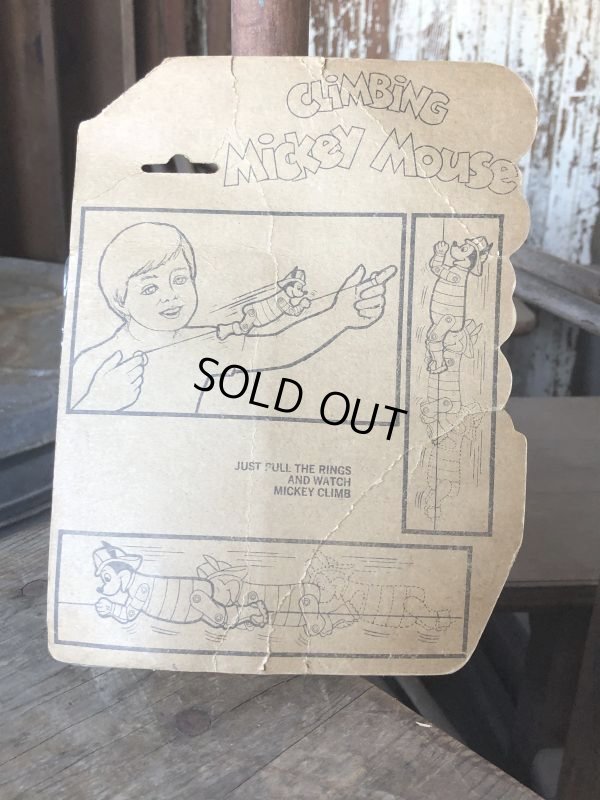 CLiMBiNG
MiCKEY MOUSE
SOLD OUT
JUST PULL THE RINGS
AND WATCH
MICKEY CLIMB